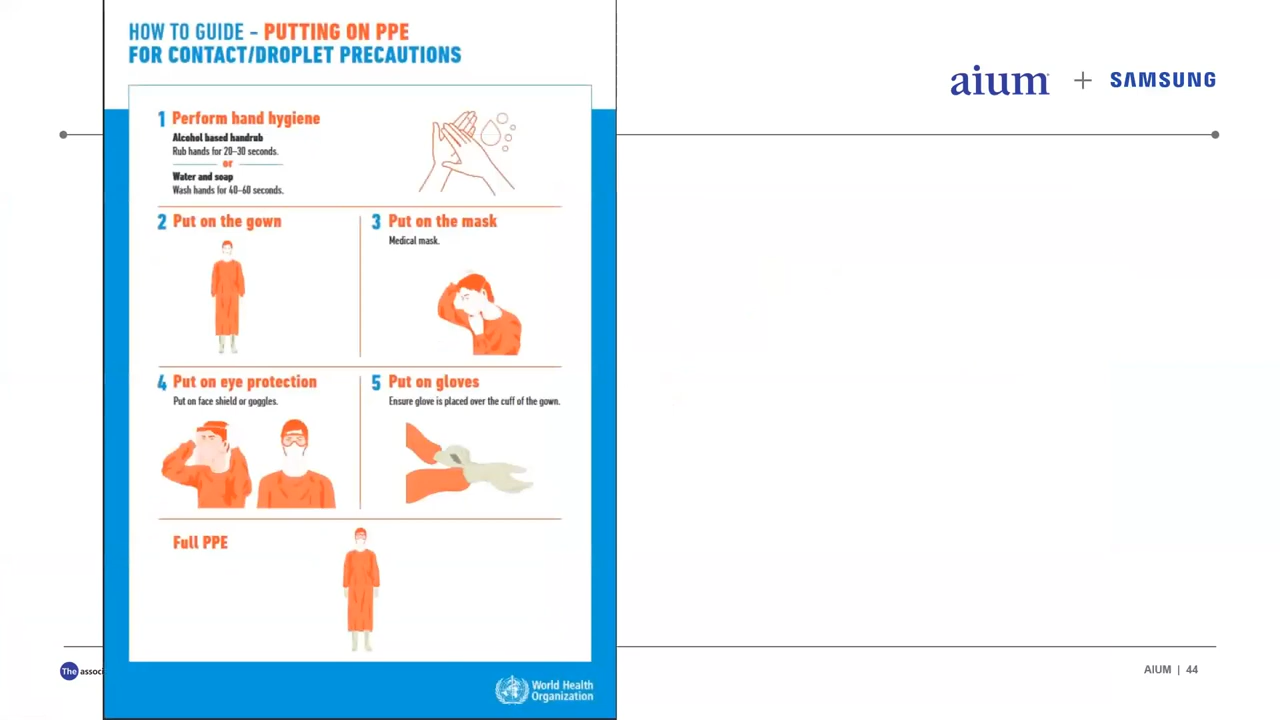 HOW TO GUIDE - PUTTING ON PPE
FOR CONTACT/DROPLET PRECAUTIONS
aium + SAMSUNG
1 Perform hand hygiene
Alcohol based handrub
Rub hands for 20–30 seconds.
or
Water and soap
Wash hands for 40–60 seconds.
2 Put on the gown
3 Put on the mask
Medical mask.
4 Put on eye protection
Put on face shield or goggles.
5 Put on gloves
Ensure glove is placed over the cuff of the gown.
Full PPE
The associ
AIUM | 44
World Health
Organization